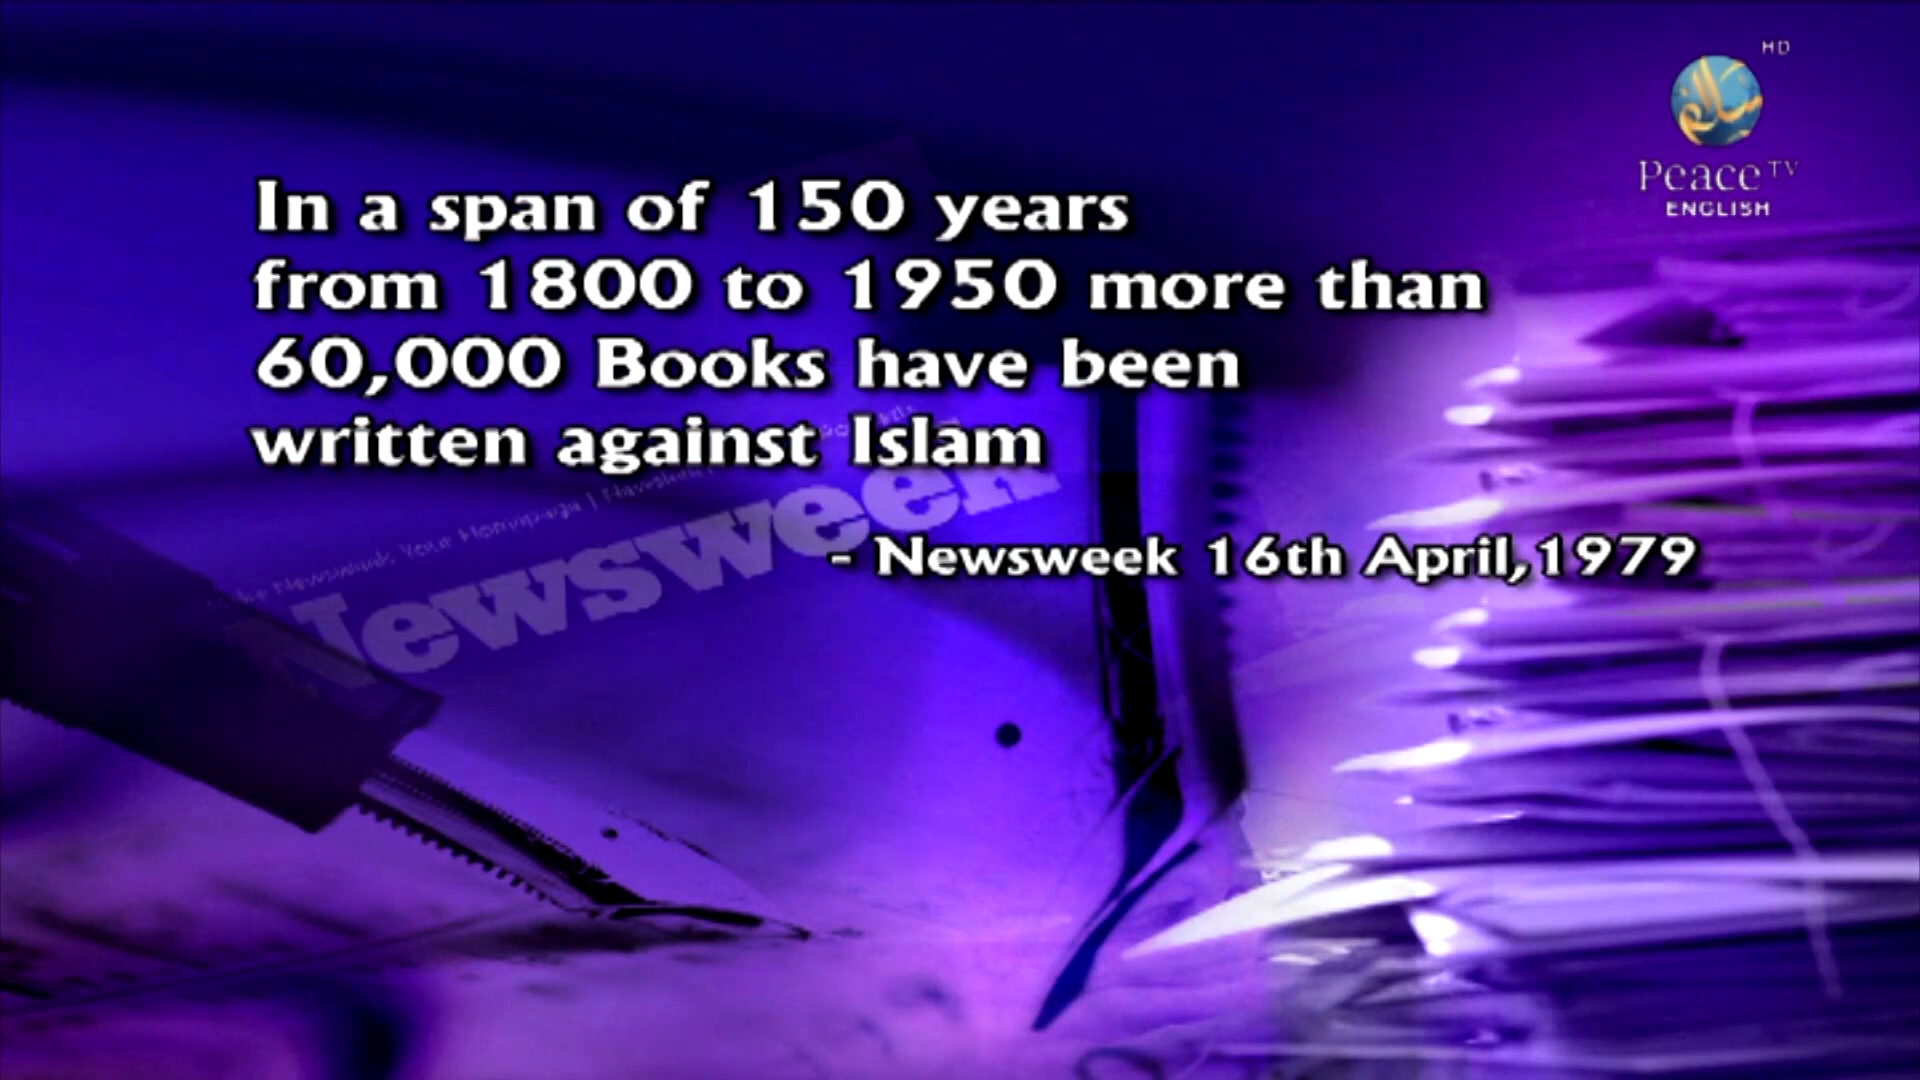 HD
Peace TV
ENGLISH
In a span of 150 years
from 1800 to 1950 more than
60,000 Books have been
written against Islam
Newsweek
- Newsweek 16th April,1979